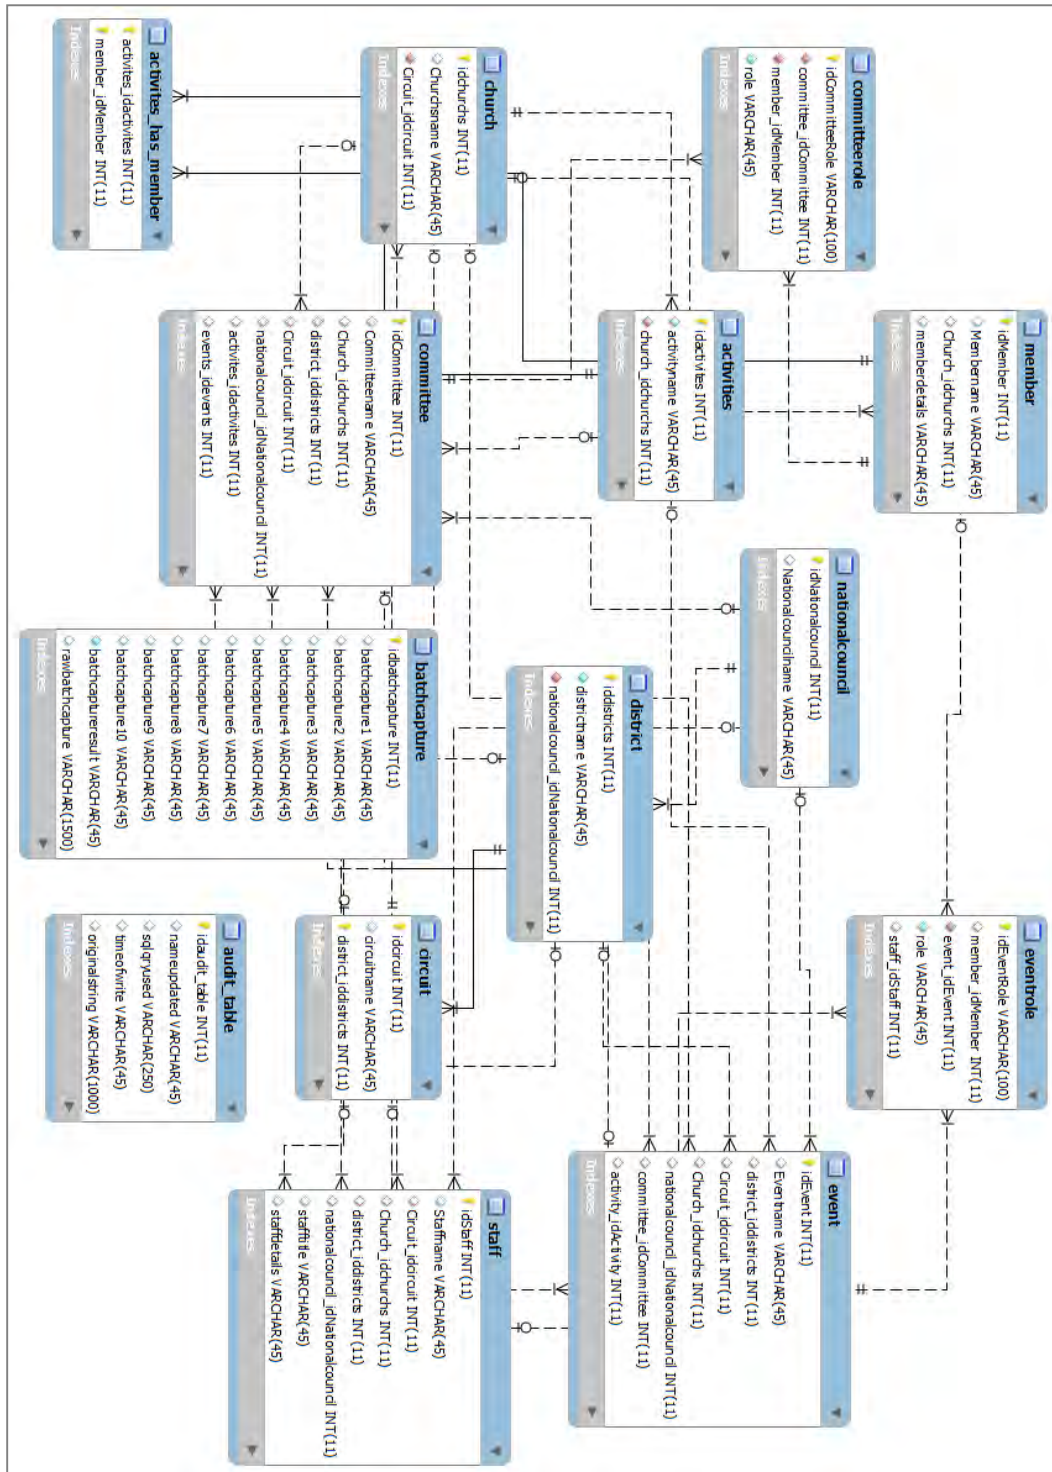 member
idMember INT(11)
Membername VARCHAR(45)
Church_idchurchs INT(11)
memberdetails VARCHAR(45)
Indexes
eventrole
idEventRole VARCHAR(100)
member_idMember INT(11)
event_idEvent INT(11)
role VARCHAR(45)
staff_idStaff INT(11)
Indexes
committeerole
idCommitteeRole VARCHAR(100)
committee_idCommittee INT(11)
member_idMember INT(11)
role VARCHAR(45)
Indexes
nationalcouncil
idNationalcouncil INT(11)
Nationalcouncilname VARCHAR(45)
Indexes
event
idEvent INT(11)
Eventname VARCHAR(45)
district_iddistricts INT(11)
Circuit_idcircuit INT(11)
Church_idchurchs INT(11)
nationalcouncil_idNationalcouncil INT(11)
committee_idCommittee INT(11)
activity_idActivity INT(11)
Indexes
activities
idactivites INT(11)
activityname VARCHAR(45)
church_idchurchs INT(11)
Indexes
district
iddistricts INT(11)
districtname VARCHAR(45)
nationalcouncil_idNationalcouncil INT(11)
Indexes
church
idchurchs INT(11)
Churchsname VARCHAR(45)
Circuit_idcircuit INT(11)
Indexes
staff
idStaff INT(11)
Staffname VARCHAR(45)
Circuit_idcircuit INT(11)
Church_idchurchs INT(11)
district_iddistricts INT(11)
nationalcouncil_idNationalcouncil INT(11)
stafftitle VARCHAR(45)
staffdetails VARCHAR(45)
Indexes
committee
idCommittee INT(11)
Committeename VARCHAR(45)
Church_idchurchs INT(11)
district_iddistricts INT(11)
Circuit_idcircuit INT(11)
nationalcouncil_idNationalcouncil INT(11)
activites_idactivites INT(11)
events_idevents INT(11)
Indexes
circuit
idcircuit INT(11)
circuitname VARCHAR(45)
district_iddistricts INT(11)
Indexes
batchcapture
idbatchcapture INT(11)
batchcapture1 VARCHAR(45)
batchcapture2 VARCHAR(45)
batchcapture3 VARCHAR(45)
batchcapture4 VARCHAR(45)
batchcapture5 VARCHAR(45)
batchcapture6 VARCHAR(45)
batchcapture7 VARCHAR(45)
batchcapture8 VARCHAR(45)
batchcapture9 VARCHAR(45)
batchcapture10 VARCHAR(45)
batchcaptureresult VARCHAR(45)
rawbatchcapture VARCHAR(1500)
Indexes
audit_table
idaudit_table INT(11)
nameupdated VARCHAR(45)
sqlqryused VARCHAR(250)
timeofwrite VARCHAR(45)
originalstring VARCHAR(1000)
Indexes
activites_has_member
activites_idactivites INT(11)
member_idMember INT(11)
Indexes